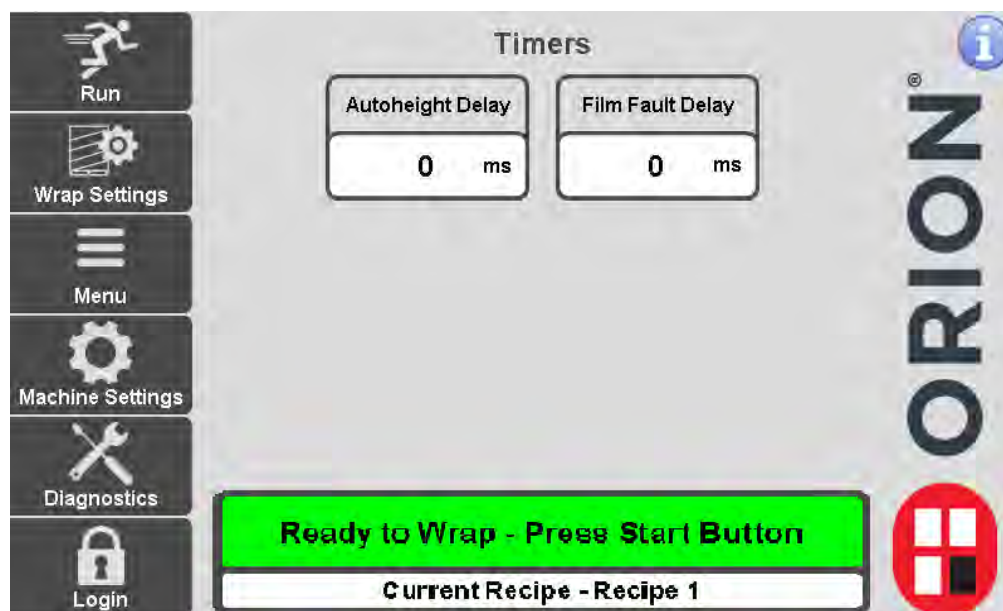 Run
Wrap Settings
Menu
Machine Settings
Diagnostics
Login
Timers
Autoheight Delay
0 ms
Film Fault Delay
0 ms
Ready to Wrap - Press Start Button
Current Recipe - Recipe 1
i
ORION®